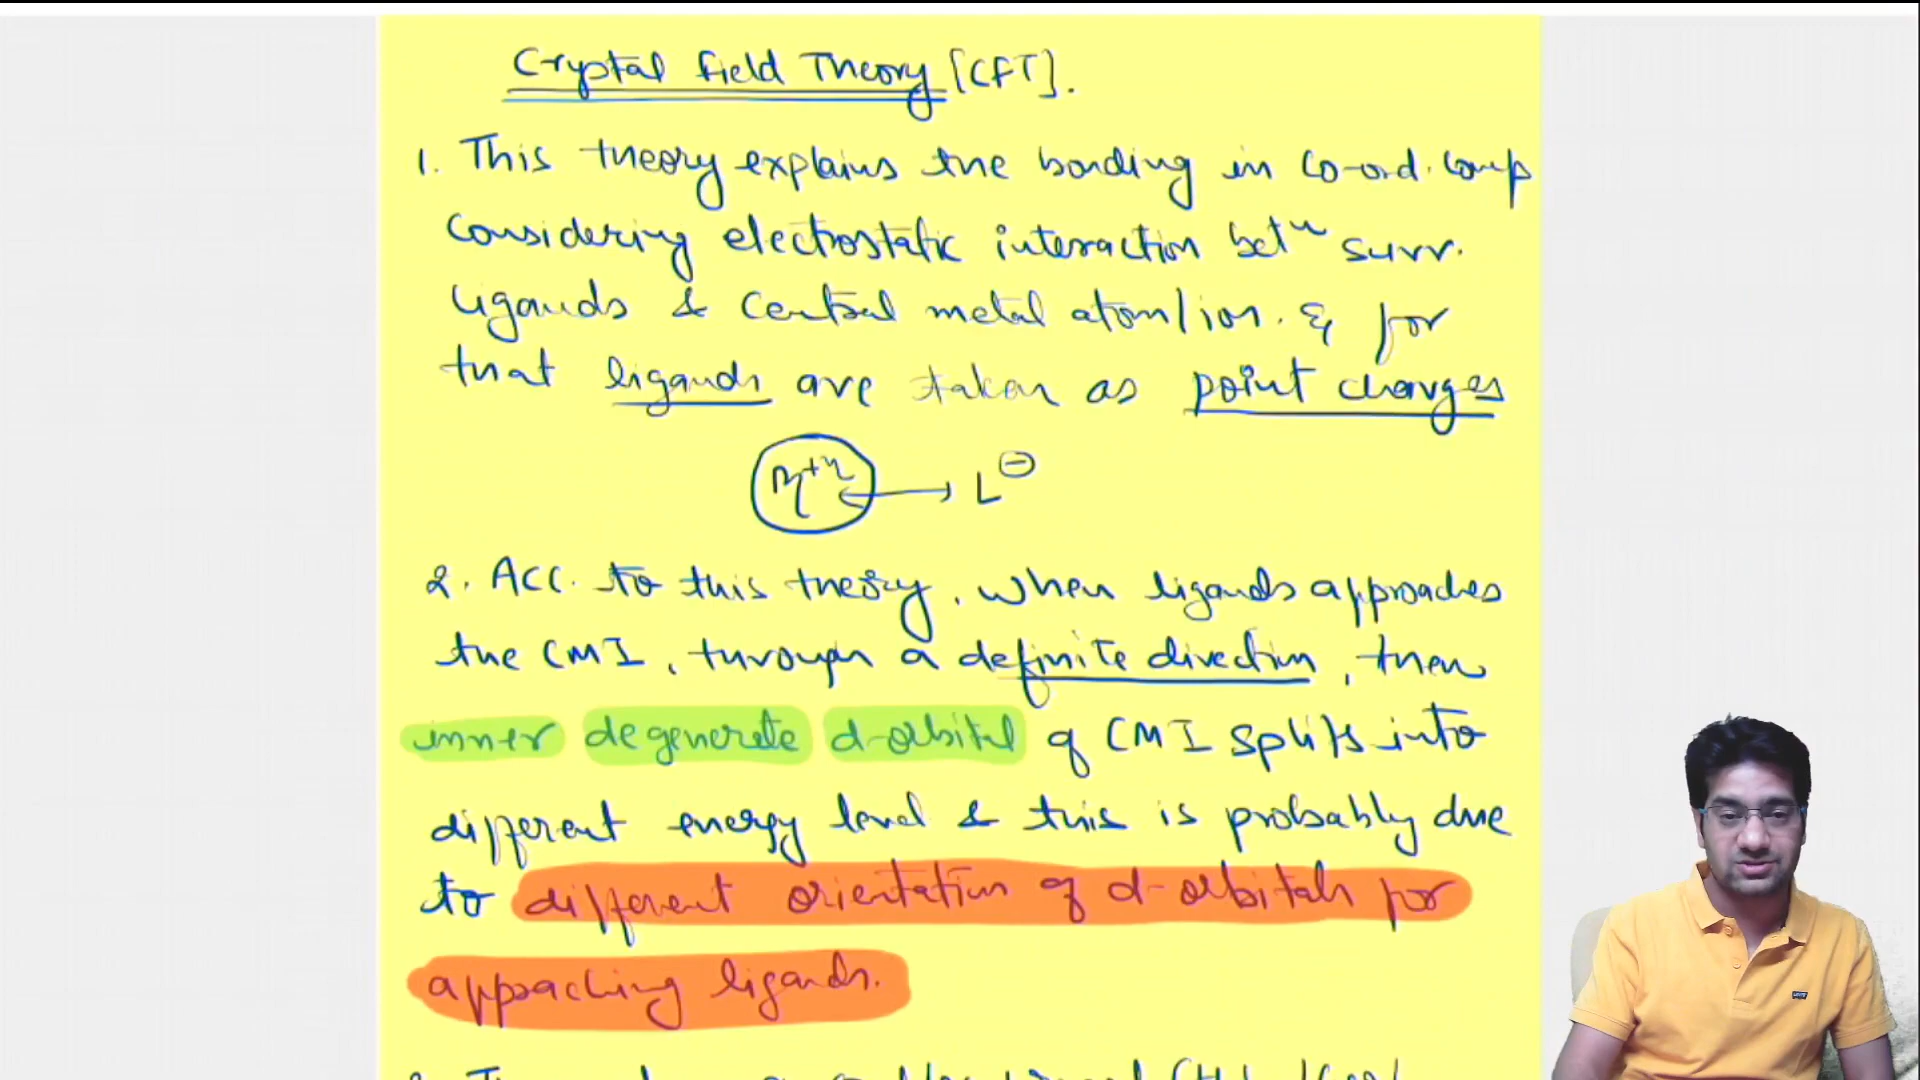 Crystal Field Theory [CFT].
1. This theory explains the bonding in co-ord. comp
considering electrostatic interaction betn surr.
ligands & central metal atom/ion. & for
that ligands are taken as point charges
M+n ⟷ L⊖
2. Acc. to this theory, when ligands approaches
the CMI, through a definite direction, then
inner degenerate d-orbital of CMI splits into
different energy level & this is probably due
to different orientation of d-orbitals for
approaching ligands.